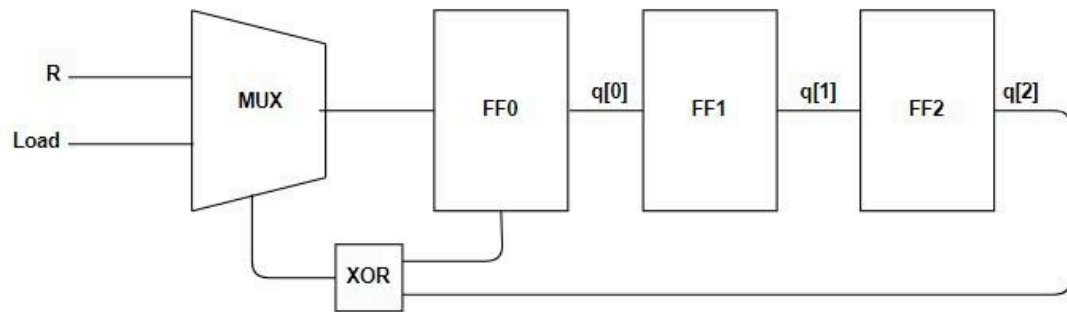 R
Load
MUX
FF0
q[0]
FF1
q[1]
FF2
q[2]
XOR